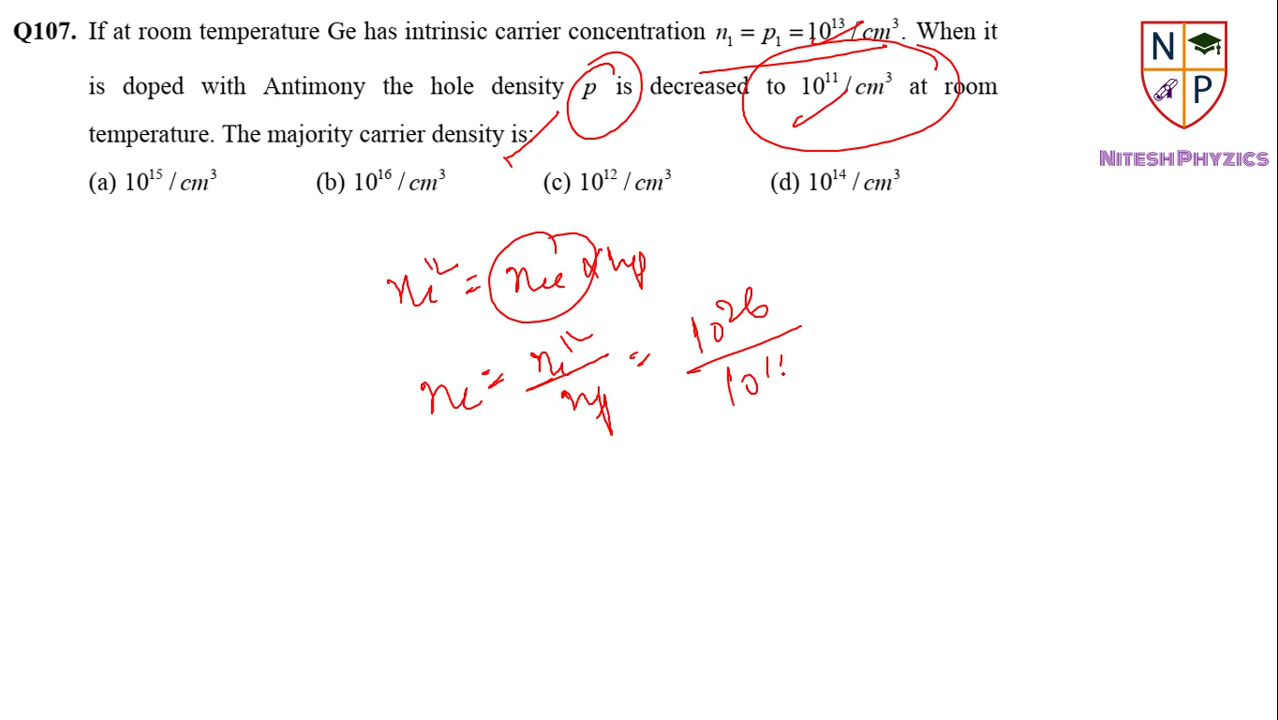 Q107. If at room temperature Ge has intrinsic carrier concentration n₁ = p₁ = 10¹³ / cm³. When it
is doped with Antimony the hole density p is decreased to 10¹¹ / cm³ at room
temperature. The majority carrier density is:
(a) 10¹⁵ / cm³ (b) 10¹⁶ / cm³ (c) 10¹² / cm³ (d) 10¹⁴ / cm³
N P
NITESH PHYZICS
nᵢ² = nₑ × nₚ
nₑ = nᵢ² / nₚ = 10²⁶ / 10¹¹